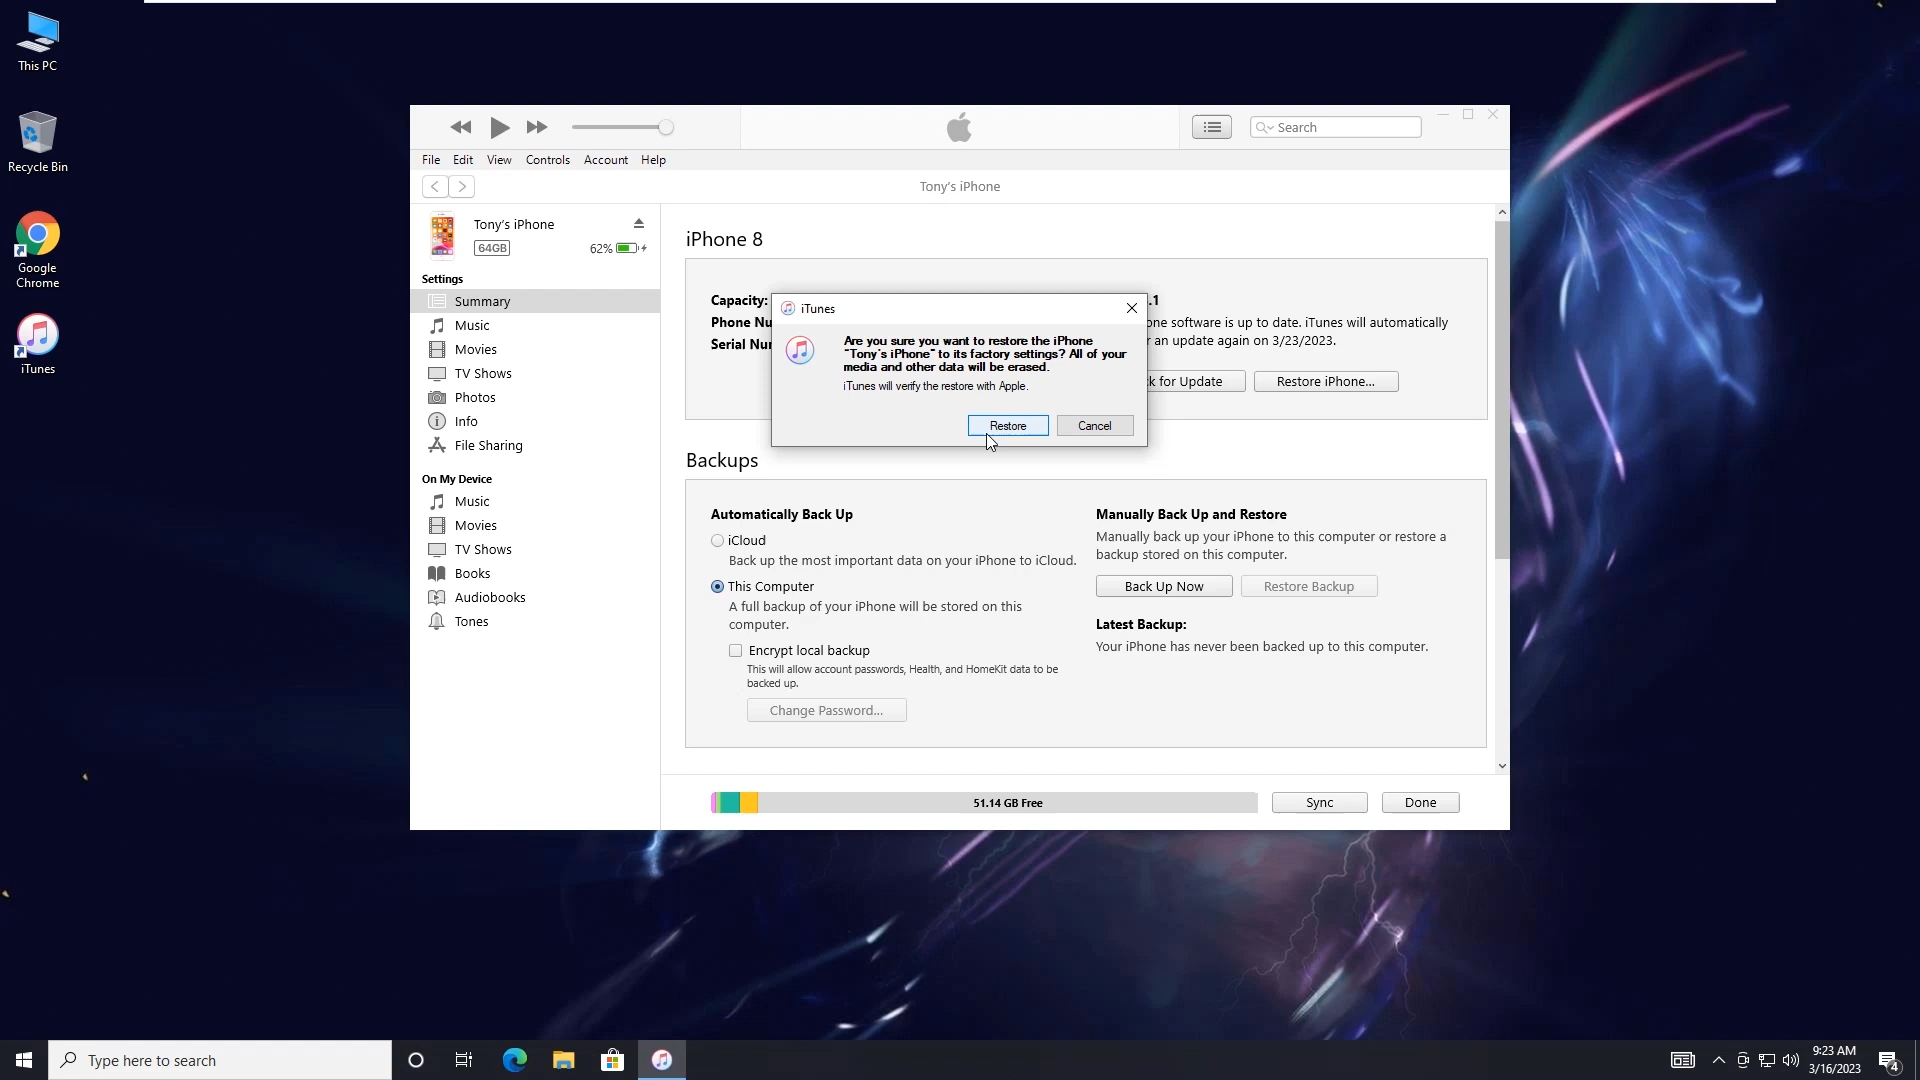 This PC
Recycle Bin
Google
Chrome
iTunes
Search
File Edit View Controls Account Help
Tony's iPhone
Tony's iPhone
64GB
62%
Settings
Summary
Music
Movies
TV Shows
Photos
Info
File Sharing
On My Device
Music
Movies
TV Shows
Books
Audiobooks
Tones
iPhone 8
Capacity:
Phone Nu
Serial Nur
.1
one software is up to date. iTunes will automatically
r an update again on 3/23/2023.
k for Update
Restore iPhone...
iTunes
Are you sure you want to restore the iPhone
"Tony's iPhone" to its factory settings? All of your
media and other data will be erased.
iTunes will verify the restore with Apple.
Restore
Cancel
Backups
Automatically Back Up
iCloud
Back up the most important data on your iPhone to iCloud.
This Computer
A full backup of your iPhone will be stored on this
computer.
Encrypt local backup
This will allow account passwords, Health, and HomeKit data to be
backed up.
Change Password...
Manually Back Up and Restore
Manually back up your iPhone to this computer or restore a
backup stored on this computer.
Back Up Now
Restore Backup
Latest Backup:
Your iPhone has never been backed up to this computer.
51.14 GB Free
Sync
Done
Type here to search
9:23 AM
3/16/2023
4